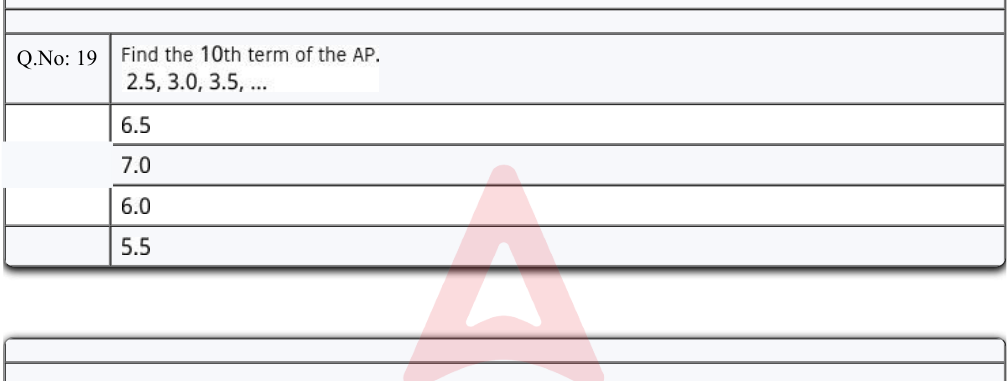 Q.No: 19
Find the 10th term of the AP.
2.5, 3.0, 3.5, ...
6.5
7.0
6.0
5.5